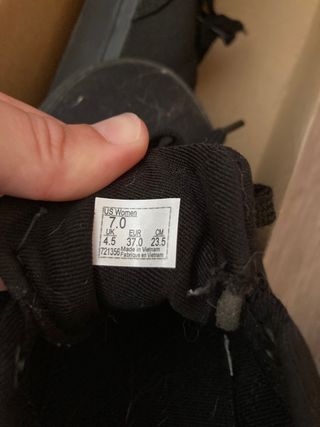 US Women
7.0
UK EUR CM
4.5 37.0 23.5
721356 Made in Vietnam
Fabriqué en Vietnam